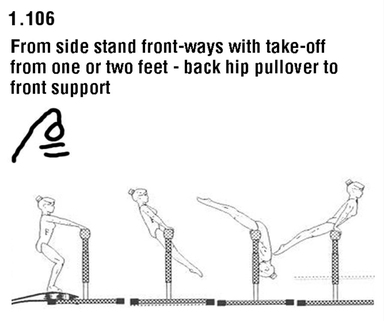 1.106
From side stand front-ways with take-off
from one or two feet - back hip pullover to
front support
F